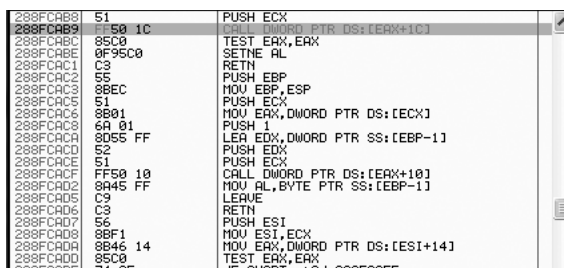 288FCAB8 51 PUSH ECX
288FCAB9 FF50 1C CALL DWORD PTR DS:[EAX+1C]
288FCABC 85C0 TEST EAX,EAX
288FCABE 0F95C0 SETNE AL
288FCAC1 C3 RETN
288FCAC2 55 PUSH EBP
288FCAC3 8BEC MOV EBP,ESP
288FCAC5 51 PUSH ECX
288FCAC6 8B01 MOV EAX,DWORD PTR DS:[ECX]
288FCAC8 6A 01 PUSH 1
288FCACA 8D55 FF LEA EDX,DWORD PTR SS:[EBP-1]
288FCACD 52 PUSH EDX
288FCACE 51 PUSH ECX
288FCACF FF50 10 CALL DWORD PTR DS:[EAX+10]
288FCAD2 8A45 FF MOV AL,BYTE PTR SS:[EBP-1]
288FCAD5 C9 LEAVE
288FCAD6 C3 RETN
288FCAD7 56 PUSH ESI
288FCAD8 8BF1 MOV ESI,ECX
288FCADA 8B46 14 MOV EAX,DWORD PTR DS:[ESI+14]
288FCADD 85C0 TEST EAX,EAX